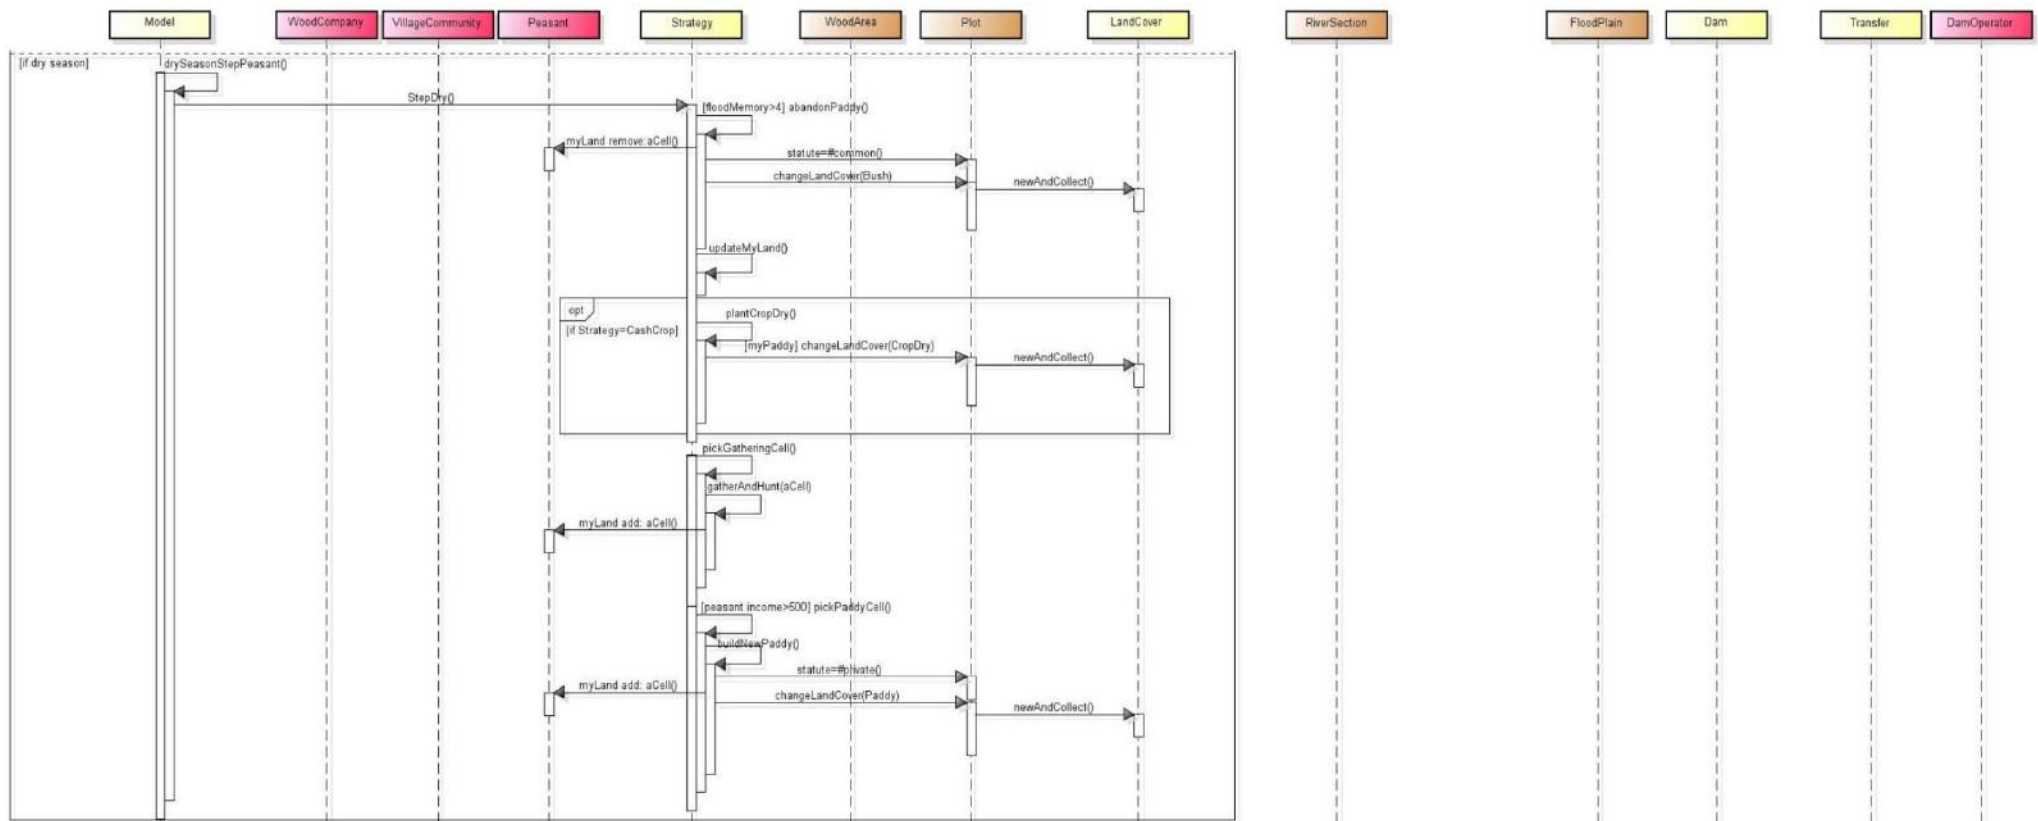 Model WoodCompany VillageCommunity Peasant Strategy WoodArea Plot LandCover RiverSection FloodPlain Dam Transfer DamOperator
[if dry season]
drySeasonStepPeasant()
StepDry()
[floodMemory>4] abandonPaddy()
myLand remove:aCell()
statute=#common()
changeLandCover(Bush)
newAndCollect()
updateMyLand()
opt
plantCropDry()
[if Strategy=CashCrop]
[myPaddy] changeLandCover(CropDry)
newAndCollect()
pickGatheringCell()
gatherAndHunt(aCell)
myLand add: aCell()
[peasant income>500] pickPaddyCell()
buildNewPaddy()
statute=#private()
myLand add: aCell()
changeLandCover(Paddy)
newAndCollect()